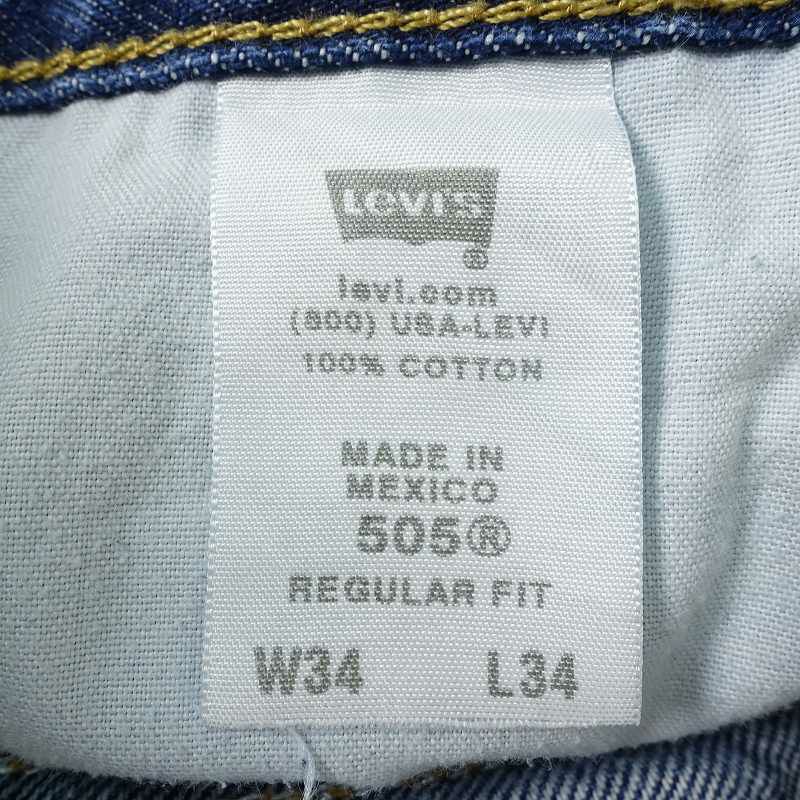 Levi's
®
levi.com
(800) USA-LEVI
100% COTTON
MADE IN
MEXICO
505®
REGULAR FIT
W34 L34